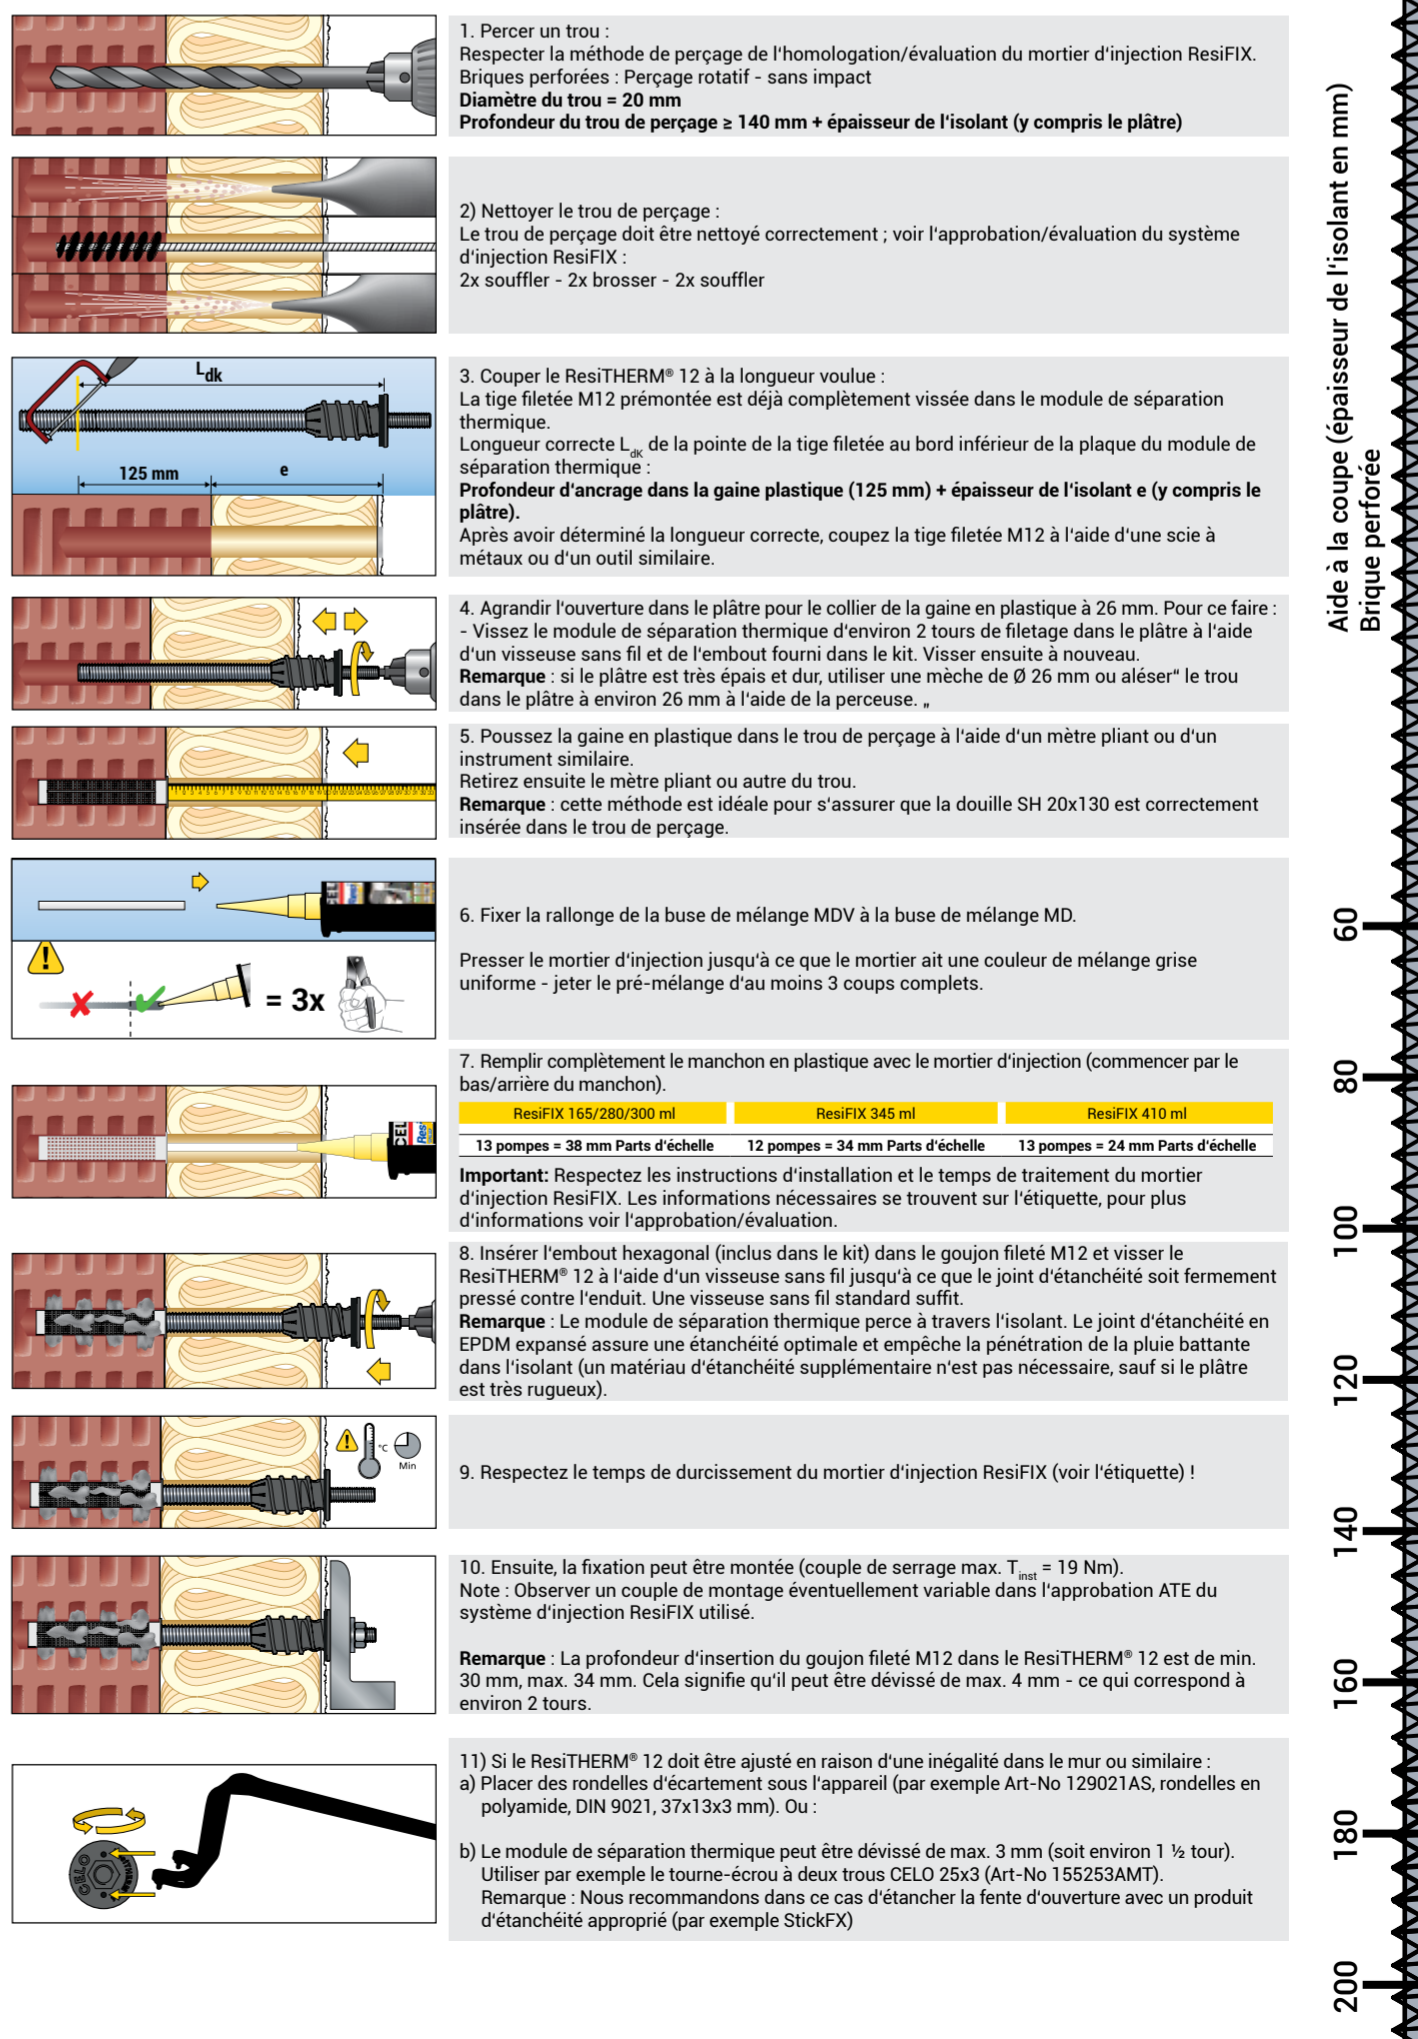 1. Percer un trou :
Respecter la méthode de perçage de l'homologation/évaluation du mortier d'injection ResiFIX.
Briques perforées : Perçage rotatif - sans impact
Diamètre du trou = 20 mm
Profondeur du trou de perçage ≥ 140 mm + épaisseur de l'isolant (y compris le plâtre)
2) Nettoyer le trou de perçage :
Le trou de perçage doit être nettoyé correctement ; voir l'approbation/évaluation du système
d'injection ResiFIX :
2x souffler - 2x brosser - 2x souffler
Ldk
125 mm
e
3. Couper le ResiTHERM® 12 à la longueur voulue :
La tige filetée M12 prémontée est déjà complètement vissée dans le module de séparation
thermique.
Longueur correcte LdK de la pointe de la tige filetée au bord inférieur de la plaque du module de
séparation thermique :
Profondeur d'ancrage dans la gaine plastique (125 mm) + épaisseur de l'isolant e (y compris le
plâtre).
Après avoir déterminé la longueur correcte, coupez la tige filetée M12 à l'aide d'une scie à
métaux ou d'un outil similaire.
4. Agrandir l'ouverture dans le plâtre pour le collier de la gaine en plastique à 26 mm. Pour ce faire :
- Vissez le module de séparation thermique d'environ 2 tours de filetage dans le plâtre à l'aide
d'un visseuse sans fil et de l'embout fourni dans le kit. Visser ensuite à nouveau.
Remarque : si le plâtre est très épais et dur, utiliser une mèche de Ø 26 mm ou aléser“ le trou
dans le plâtre à environ 26 mm à l'aide de la perceuse. „
5. Poussez la gaine en plastique dans le trou de perçage à l'aide d'un mètre pliant ou d'un
instrument similaire.
Retirez ensuite le mètre pliant ou autre du trou.
Remarque : cette méthode est idéale pour s'assurer que la douille SH 20x130 est correctement
insérée dans le trou de perçage.
CEL
Resi
= 3x
6. Fixer la rallonge de la buse de mélange MDV à la buse de mélange MD.
Presser le mortier d'injection jusqu'à ce que le mortier ait une couleur de mélange grise
uniforme - jeter le pré-mélange d'au moins 3 coups complets.
7. Remplir complètement le manchon en plastique avec le mortier d'injection (commencer par le
bas/arrière du manchon).
ResiFIX 165/280/300 ml ResiFIX 345 ml ResiFIX 410 ml
13 pompes = 38 mm Parts d'échelle 12 pompes = 34 mm Parts d'échelle 13 pompes = 24 mm Parts d'échelle
Important: Respectez les instructions d'installation et le temps de traitement du mortier
d'injection ResiFIX. Les informations nécessaires se trouvent sur l'étiquette, pour plus
d'informations voir l'approbation/évaluation.
CEL
Resi
8. Insérer l'embout hexagonal (inclus dans le kit) dans le goujon fileté M12 et visser le
ResiTHERM® 12 à l'aide d'un visseuse sans fil jusqu'à ce que le joint d'étanchéité soit fermement
pressé contre l'enduit. Une visseuse sans fil standard suffit.
Remarque : Le module de séparation thermique perce à travers l'isolant. Le joint d'étanchéité en
EPDM expansé assure une étanchéité optimale et empêche la pénétration de la pluie battante
dans l'isolant (un matériau d'étanchéité supplémentaire n'est pas nécessaire, sauf si le plâtre
est très rugueux).
°C
Min
9. Respectez le temps de durcissement du mortier d'injection ResiFIX (voir l'étiquette) !
10. Ensuite, la fixation peut être montée (couple de serrage max. Tinst = 19 Nm).
Note : Observer un couple de montage éventuellement variable dans l'approbation ATE du
système d'injection ResiFIX utilisé.
Remarque : La profondeur d'insertion du goujon fileté M12 dans le ResiTHERM® 12 est de min.
30 mm, max. 34 mm. Cela signifie qu'il peut être dévissé de max. 4 mm - ce qui correspond à
environ 2 tours.
CELO
11) Si le ResiTHERM® 12 doit être ajusté en raison d'une inégalité dans le mur ou similaire :
a) Placer des rondelles d'écartement sous l'appareil (par exemple Art-No 129021AS, rondelles en
polyamide, DIN 9021, 37x13x3 mm). Ou :
b) Le module de séparation thermique peut être dévissé de max. 3 mm (soit environ 1 ½ tour).
Utiliser par exemple le tourne-écrou à deux trous CELO 25x3 (Art-No 155253AMT).
Remarque : Nous recommandons dans ce cas d'étancher la fente d'ouverture avec un produit
d'étanchéité approprié (par exemple StickFX)
Aide à la coupe (épaisseur de l'isolant en mm)
Brique perforée
60
80
100
120
140
160
180
200